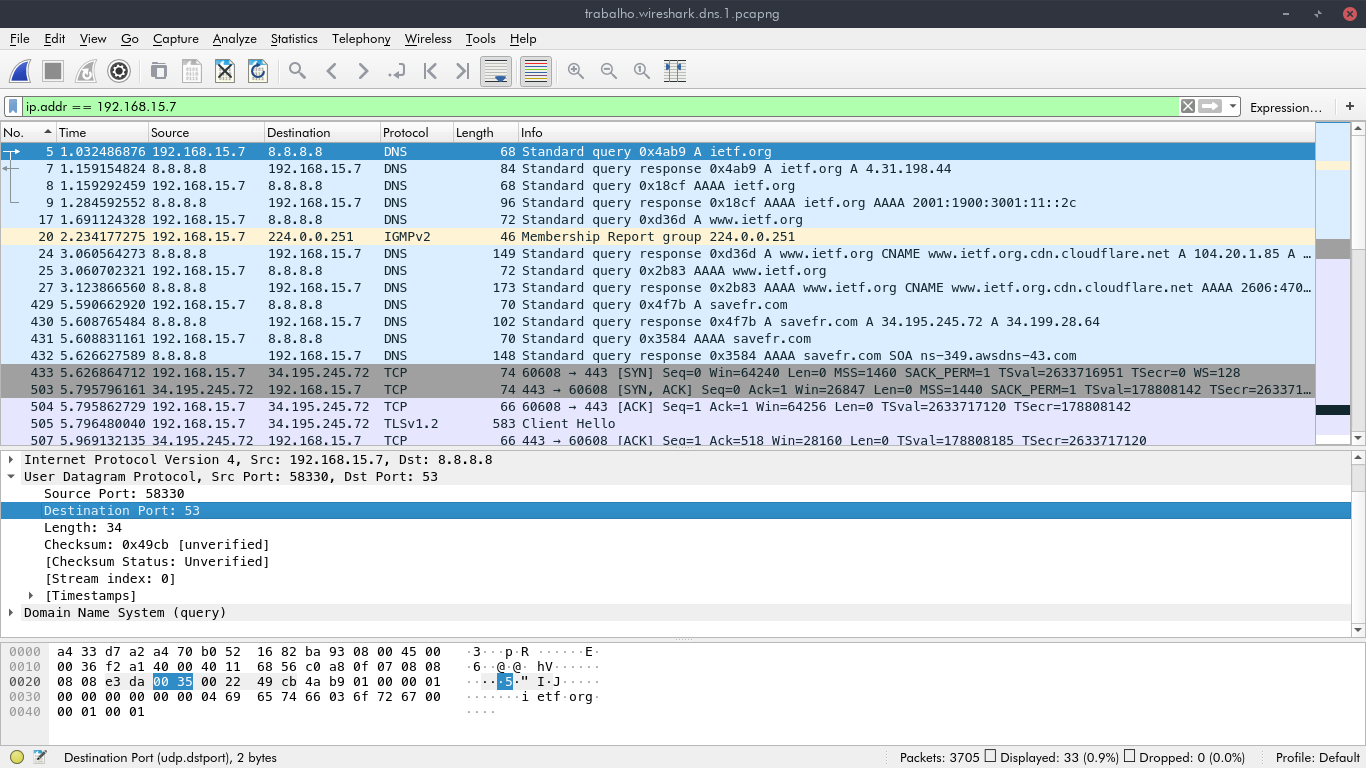 trabalho.wireshark.dns.1.pcapng
File Edit View Go Capture Analyze Statistics Telephony Wireless Tools Help
ip.addr == 192.168.15.7 Expression… +
No. Time Source Destination Protocol Length Info
5 1.032486876 192.168.15.7 8.8.8.8 DNS 68 Standard query 0x4ab9 A ietf.org
7 1.159154824 8.8.8.8 192.168.15.7 DNS 84 Standard query response 0x4ab9 A ietf.org A 4.31.198.44
8 1.159292459 192.168.15.7 8.8.8.8 DNS 68 Standard query 0x18cf AAAA ietf.org
9 1.284592552 8.8.8.8 192.168.15.7 DNS 96 Standard query response 0x18cf AAAA ietf.org AAAA 2001:1900:3001:11::2c
17 1.691124328 192.168.15.7 8.8.8.8 DNS 72 Standard query 0xd36d A www.ietf.org
20 2.234177275 192.168.15.7 224.0.0.251 IGMPv2 46 Membership Report group 224.0.0.251
24 3.060564273 8.8.8.8 192.168.15.7 DNS 149 Standard query response 0xd36d A www.ietf.org CNAME www.ietf.org.cdn.cloudflare.net A 104.20.1.85 A …
25 3.060702321 192.168.15.7 8.8.8.8 DNS 72 Standard query 0x2b83 AAAA www.ietf.org
27 3.123866560 8.8.8.8 192.168.15.7 DNS 173 Standard query response 0x2b83 AAAA www.ietf.org CNAME www.ietf.org.cdn.cloudflare.net AAAA 2606:470…
429 5.590662920 192.168.15.7 8.8.8.8 DNS 70 Standard query 0x4f7b A savefr.com
430 5.608765484 8.8.8.8 192.168.15.7 DNS 102 Standard query response 0x4f7b A savefr.com A 34.195.245.72 A 34.199.28.64
431 5.608831161 192.168.15.7 8.8.8.8 DNS 70 Standard query 0x3584 AAAA savefr.com
432 5.626627589 8.8.8.8 192.168.15.7 DNS 148 Standard query response 0x3584 AAAA savefr.com SOA ns-349.awsdns-43.com
433 5.626864712 192.168.15.7 34.195.245.72 TCP 74 60608 → 443 [SYN] Seq=0 Win=64240 Len=0 MSS=1460 SACK_PERM=1 TSval=2633716951 TSecr=0 WS=128
503 5.795796161 34.195.245.72 192.168.15.7 TCP 74 443 → 60608 [SYN, ACK] Seq=0 Ack=1 Win=26847 Len=0 MSS=1440 SACK_PERM=1 TSval=178808142 TSecr=263371…
504 5.795862729 192.168.15.7 34.195.245.72 TCP 66 60608 → 443 [ACK] Seq=1 Ack=1 Win=64256 Len=0 TSval=2633717120 TSecr=178808142
505 5.796480040 192.168.15.7 34.195.245.72 TLSv1.2 583 Client Hello
507 5.969132135 34.195.245.72 192.168.15.7 TCP 66 443 → 60608 [ACK] Seq=1 Ack=518 Win=28160 Len=0 TSval=178808185 TSecr=2633717120
Internet Protocol Version 4, Src: 192.168.15.7, Dst: 8.8.8.8
User Datagram Protocol, Src Port: 58330, Dst Port: 53
Source Port: 58330
Destination Port: 53
Length: 34
Checksum: 0x49cb [unverified]
[Checksum Status: Unverified]
[Stream index: 0]
[Timestamps]
Domain Name System (query)
0000 a4 33 d7 a2 a4 70 b0 52 16 82 ba 93 08 00 45 00 ·3···p·R ······E·
0010 00 36 f2 a1 40 00 40 11 68 56 c0 a8 0f 07 08 08 ·6··@·@· hV······
0020 08 08 e3 da 00 35 00 22 49 cb 4a b9 01 00 00 01 ·····5·" I·J·····
0030 00 00 00 00 00 00 04 69 65 74 66 03 6f 72 67 00 ·······i etf·org·
0040 00 01 00 01 ····
Destination Port (udp.dstport), 2 bytes Packets: 3705 Displayed: 33 (0.9%) Dropped: 0 (0.0%) Profile: Default